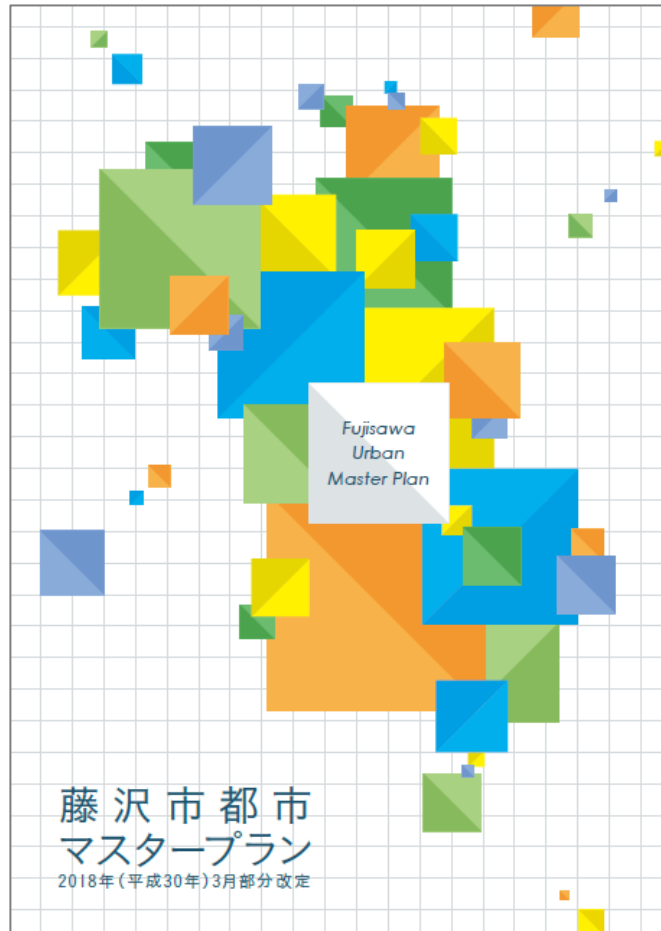 Fujisawa
Urban
Master Plan
藤沢市都市
マスタープラン
2018年(平成30年)3月部分改定